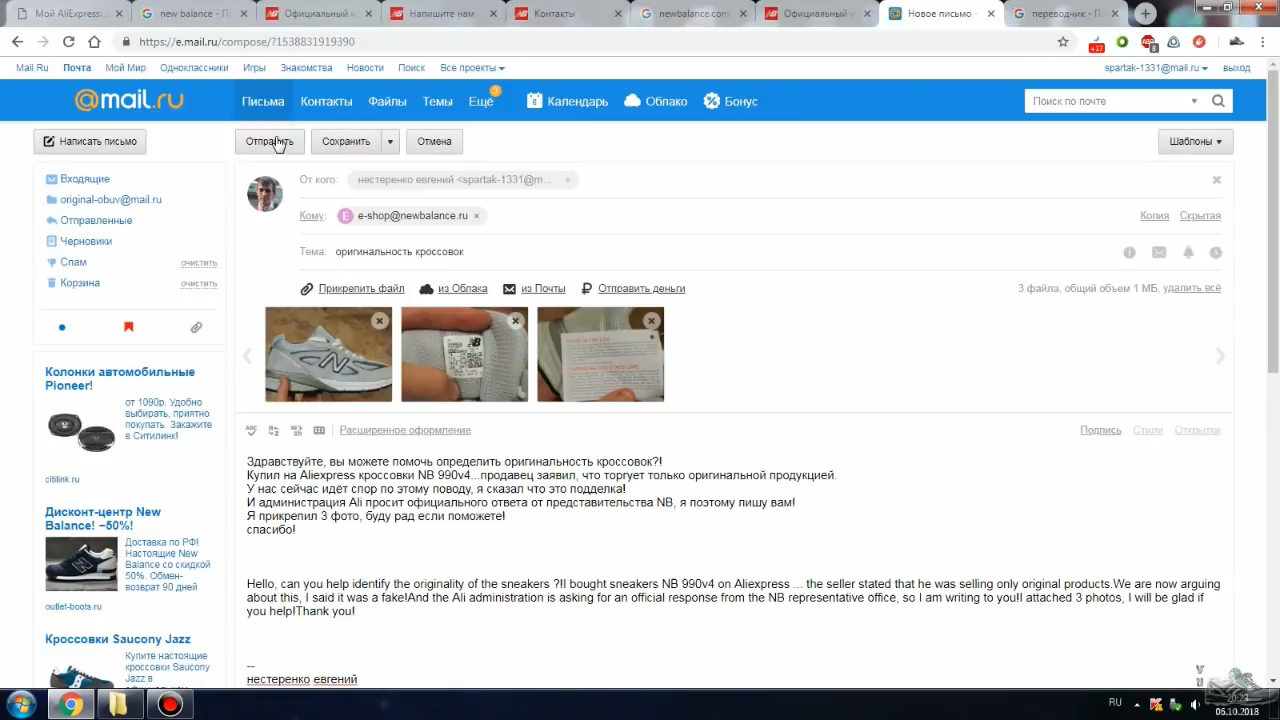 Мой AliExpress
new balance - П
Официальный к
Напишите нам
Контакты
newbalance.com
Официальный и
Новое письмо -
переводчик - П
https://e.mail.ru/compose/?1538831919390
+17
ABP
8
Mail.Ru Почта Мой Мир Одноклассники Игры Знакомства Новости Поиск Все проекты
spartak-1331@mail.ru выход
@mail.ru
Письма Контакты Файлы Темы Ещё 3 Календарь Облако Бонус
Поиск по почте
Написать письмо
Отправить Сохранить Отмена
Шаблоны
Входящие
original-obuv@mail.ru
Отправленные
Черновики
Спам очистить
Корзина очистить
От кого: нестеренко евгений <spartak-1331@m...
Кому: E e-shop@newbalance.ru
Копия Скрытая
Тема: оригинальность кроссовок
Прикрепить файл из Облака из Почты Отправить деньги
3 файла, общий объем 1 МБ, удалить всё
Расширенное оформление
Подпись Стили Открытки
Здравствуйте, вы можете помочь определить оригинальность кроссовок?!
Купил на Aliexpress кроссовки NB 990v4...продавец заявил, что торгует только оригинальной продукцией.
У нас сейчас идёт спор по этому поводу, я сказал что это подделка!
И администрация Ali просит официального ответа от представительства NB, я поэтому пишу вам!
Я прикрепил 3 фото, буду рад если поможете!
спасибо!
Hello, can you help identify the originality of the sneakers ?!I bought sneakers NB 990v4 on Aliexpress ... the seller stated that he was selling only original products.We are now arguing
about this, I said it was a fake!And the Ali administration is asking for an official response from the NB representative office, so I am writing to you!I attached 3 photos, I will be glad if
you help!Thank you!
--
нестеренко евгений
Колонки автомобильные
Pioneer!
от 1090р. Удобно
выбирать, приятно
покупать. Закажите
в Ситилинк!
citilink.ru
Дисконт-центр New
Balance! −50%!
Доставка по РФ!
Настоящие New
Balance со скидкой
50%. Обмен-
возврат 90 дней
outlet-boots.ru
Кроссовки Saucony Jazz
Купите настоящие
кроссовки Saucony
Jazz в
RU
20:23
06.10.2018